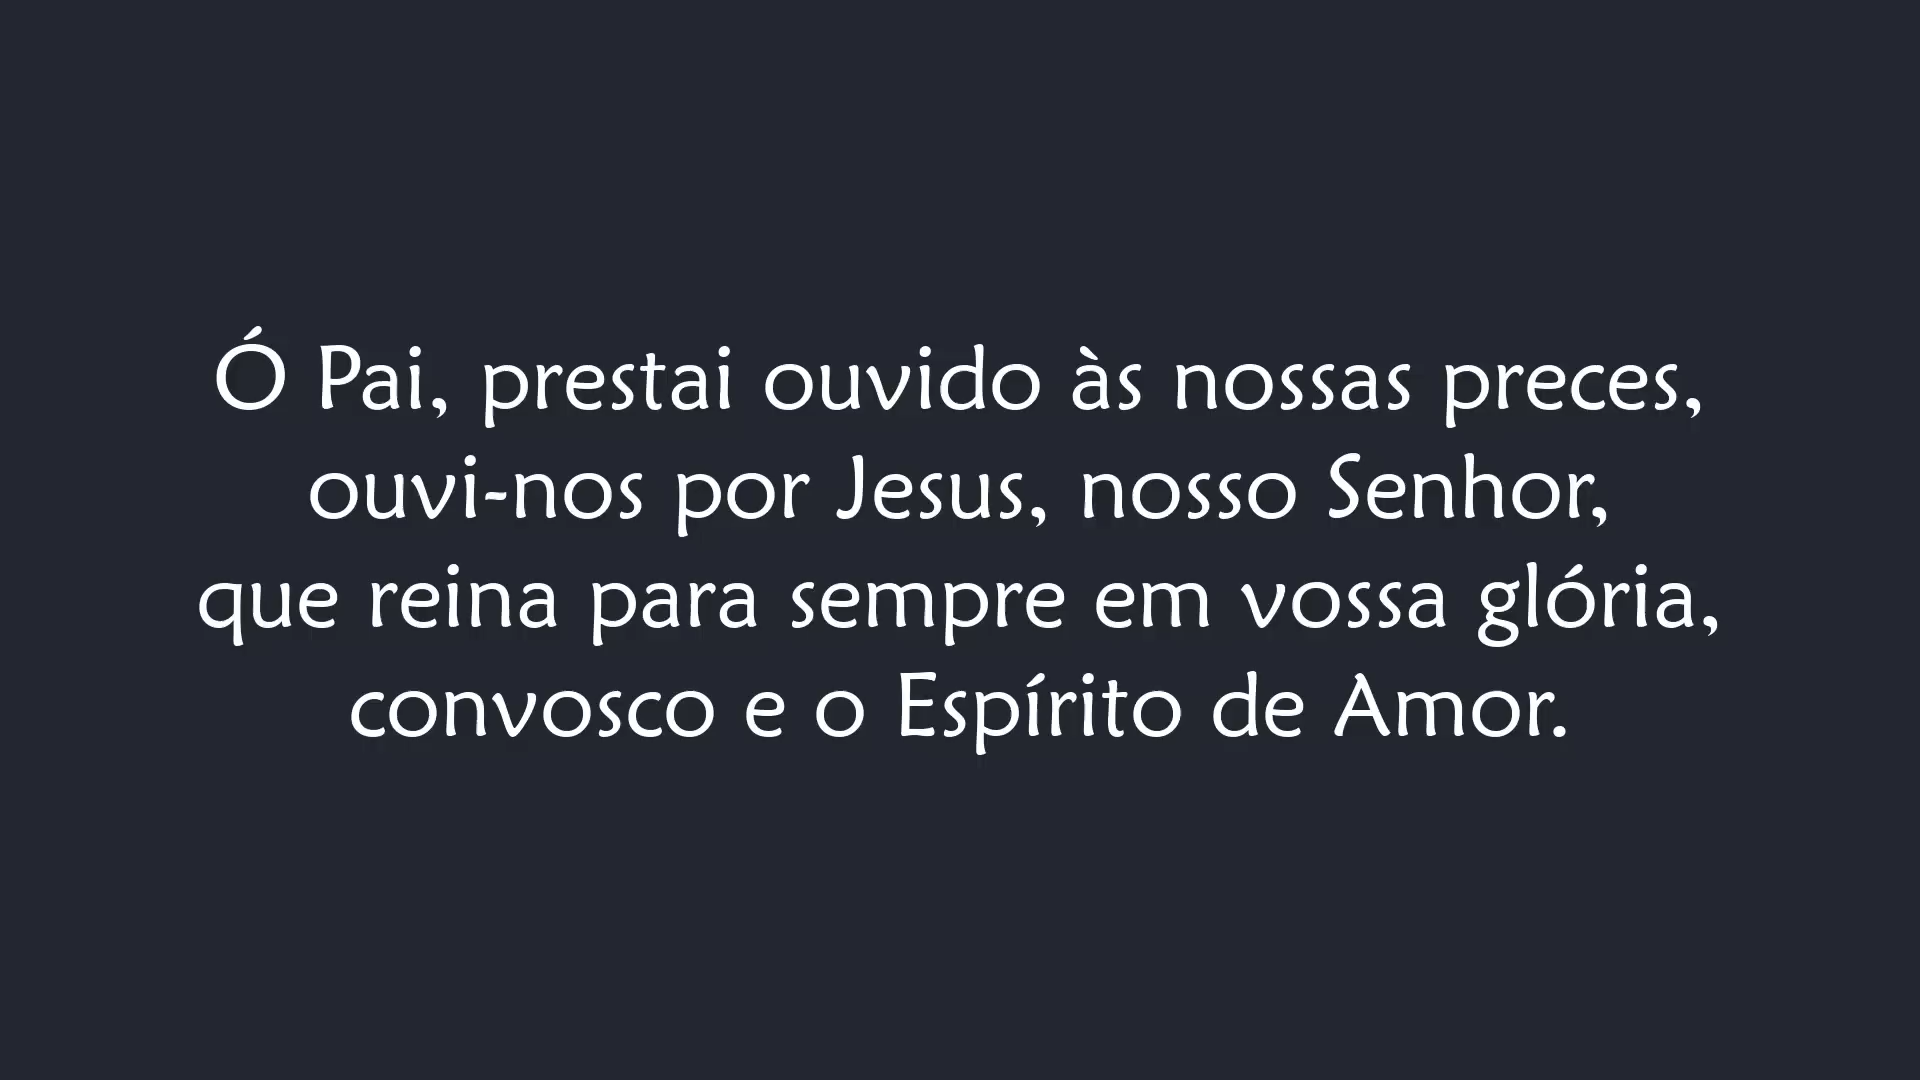 Ó Pai, prestai ouvido às nossas preces,
ouvi-nos por Jesus, nosso Senhor,
que reina para sempre em vossa glória,
convosco e o Espírito de Amor.